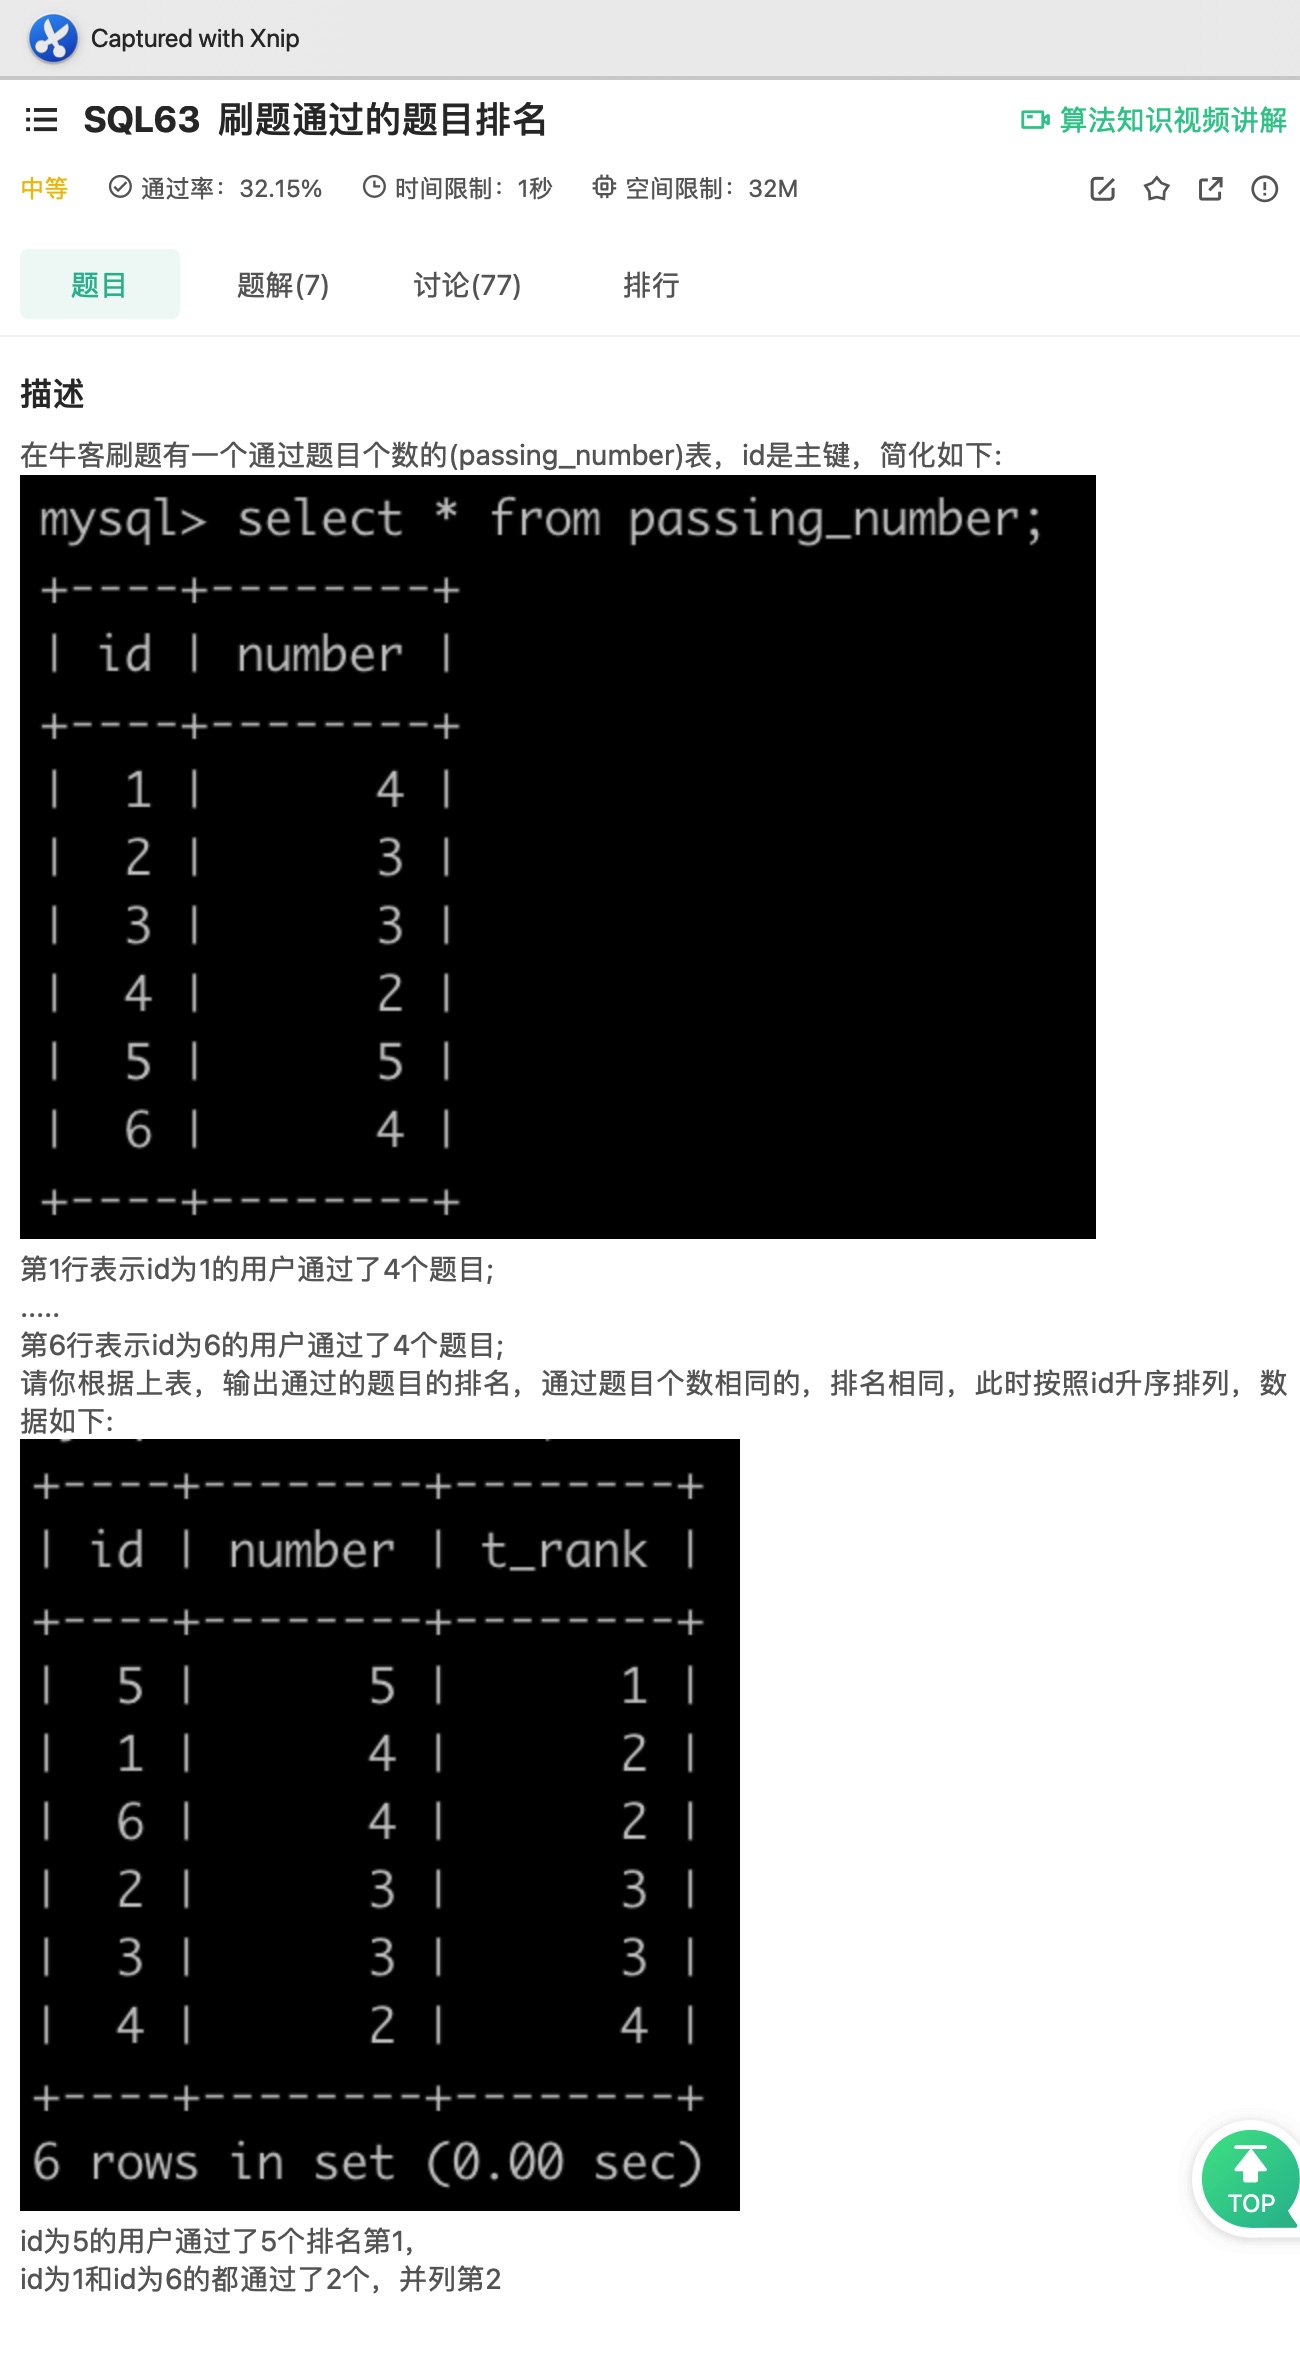 Captured with Xnip
SQL63 刷题通过的题目排名
算法知识视频讲解
中等 通过率：32.15% 时间限制：1秒 空间限制：32M
题目 题解(7) 讨论(77) 排行
描述
在牛客刷题有一个通过题目个数的(passing_number)表，id是主键，简化如下:
mysql> select * from passing_number;
+----+--------+
| id | number |
+----+--------+
|  1 |      4 |
|  2 |      3 |
|  3 |      3 |
|  4 |      2 |
|  5 |      5 |
|  6 |      4 |
+----+--------+
第1行表示id为1的用户通过了4个题目;
.....
第6行表示id为6的用户通过了4个题目;
请你根据上表，输出通过的题目的排名，通过题目个数相同的，排名相同，此时按照id升序排列，数
据如下:
+----+--------+--------+
| id | number | t_rank |
+----+--------+--------+
|  5 |      5 |      1 |
|  1 |      4 |      2 |
|  6 |      4 |      2 |
|  2 |      3 |      3 |
|  3 |      3 |      3 |
|  4 |      2 |      4 |
+----+--------+--------+
6 rows in set (0.00 sec)
TOP
id为5的用户通过了5个排名第1，
id为1和id为6的都通过了2个，并列第2